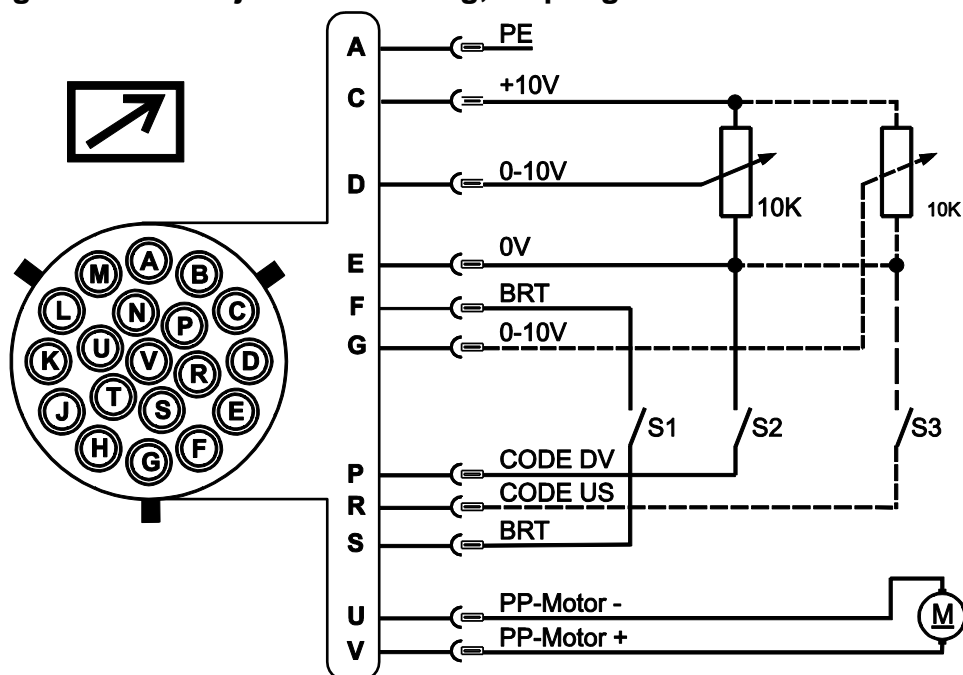 A PE
C +10V
D 0-10V
10K
10K
E 0V
F BRT
G 0-10V
S1
S2
S3
P CODE DV
R CODE US
S BRT
U PP-Motor -
V PP-Motor +
M
A
M
B
L
N
P
C
K
U
V
R
D
J
T
S
E
H
G
F